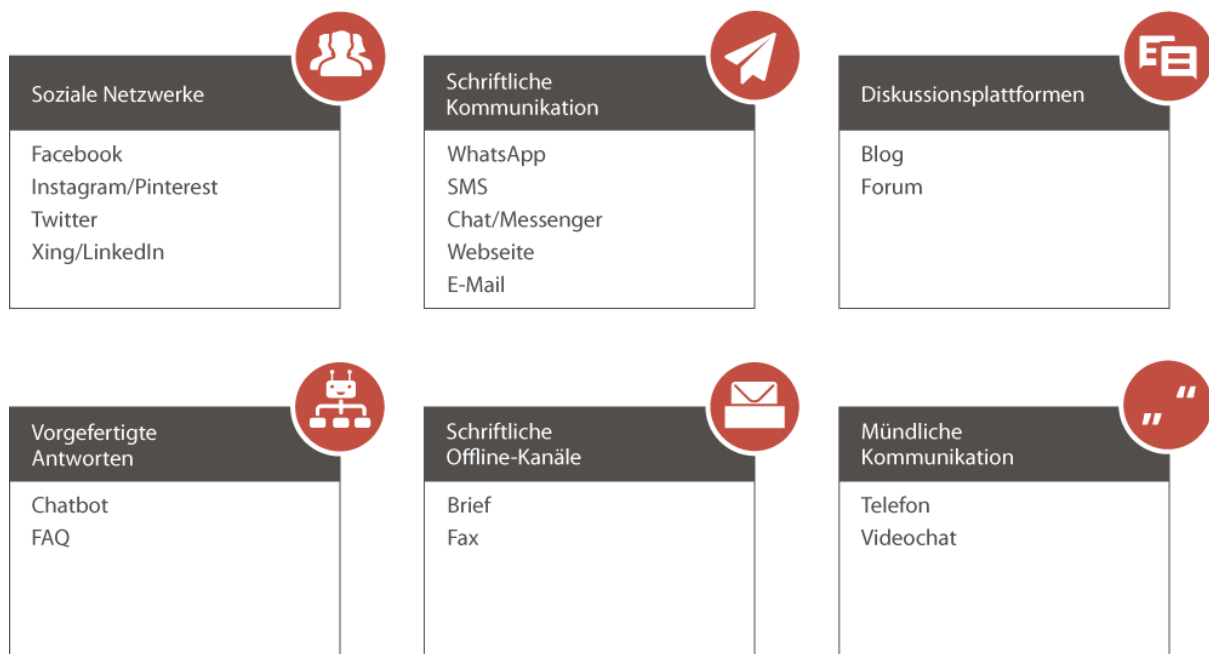 Soziale Netzwerke
Facebook
Instagram/Pinterest
Twitter
Xing/LinkedIn
Schriftliche
Kommunikation
WhatsApp
SMS
Chat/Messenger
Webseite
E-Mail
Diskussionsplattformen
Blog
Forum
Vorgefertigte
Antworten
Chatbot
FAQ
Schriftliche
Offline-Kanäle
Brief
Fax
Mündliche
Kommunikation
Telefon
Videochat